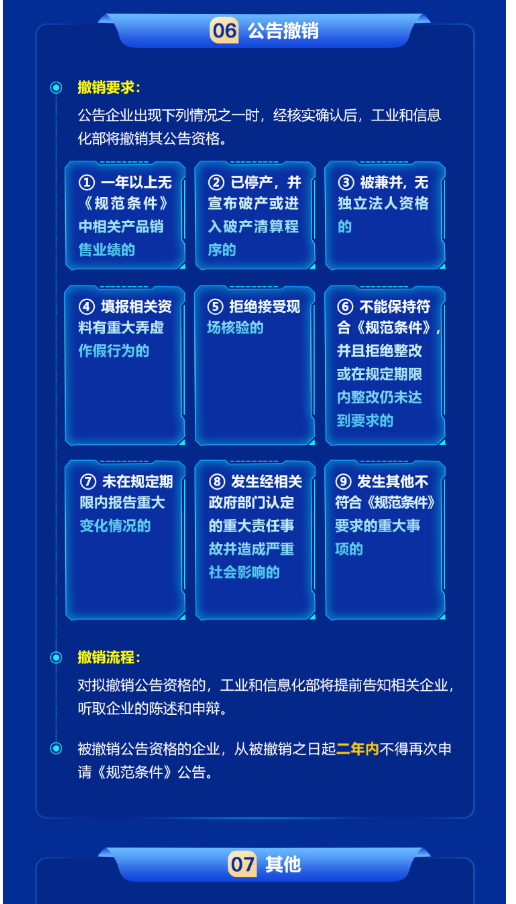 06 公告撤销
撤销要求：
公告企业出现下列情况之一时，经核实确认后，工业和信息
化部将撤销其公告资格。
① 一年以上无
《规范条件》
中相关产品销
售业绩的
② 已停产，并
宣布破产或进
入破产清算程
序的
③ 被兼并，无
独立法人资格
的
④ 填报相关资
料有重大弄虚
作假行为的
⑤ 拒绝接受现
场核验的
⑥ 不能保持符
合《规范条件》，
并且拒绝整改
或在规定期限
内整改仍未达
到要求的
⑦ 未在规定期
限内报告重大
变化情况的
⑧ 发生经相关
政府部门认定
的重大责任事
故并造成严重
社会影响的
⑨ 发生其他不
符合《规范条件》
要求的重大事
项的
撤销流程：
对拟撤销公告资格的，工业和信息化部将提前告知相关企业，
听取企业的陈述和申辩。
被撤销公告资格的企业，从被撤销之日起二年内不得再次申
请《规范条件》公告。
07 其他